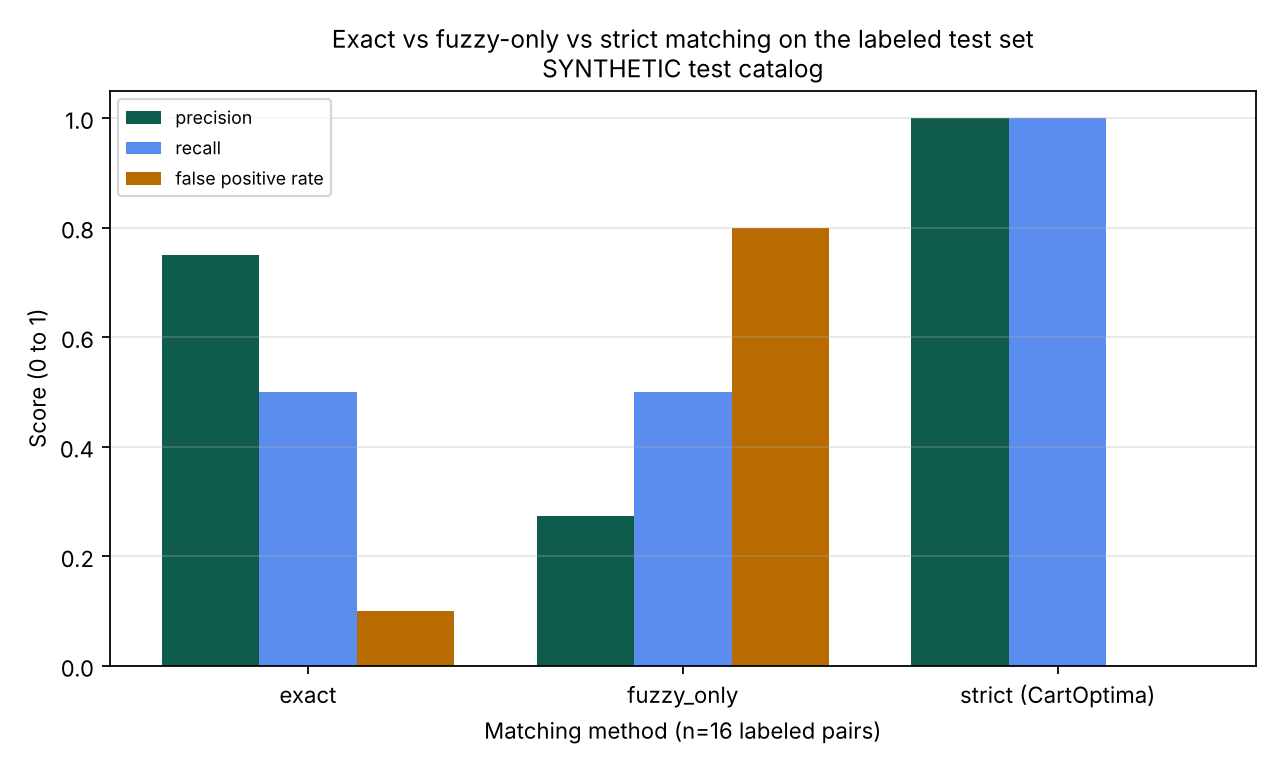 Exact vs fuzzy-only vs strict matching on the labeled test set
SYNTHETIC test catalog
precision
recall
false positive rate
1.0
0.8
0.6
0.4
0.2
0.0
Score (0 to 1)
exact
fuzzy_only
strict (CartOptima)
Matching method (n=16 labeled pairs)